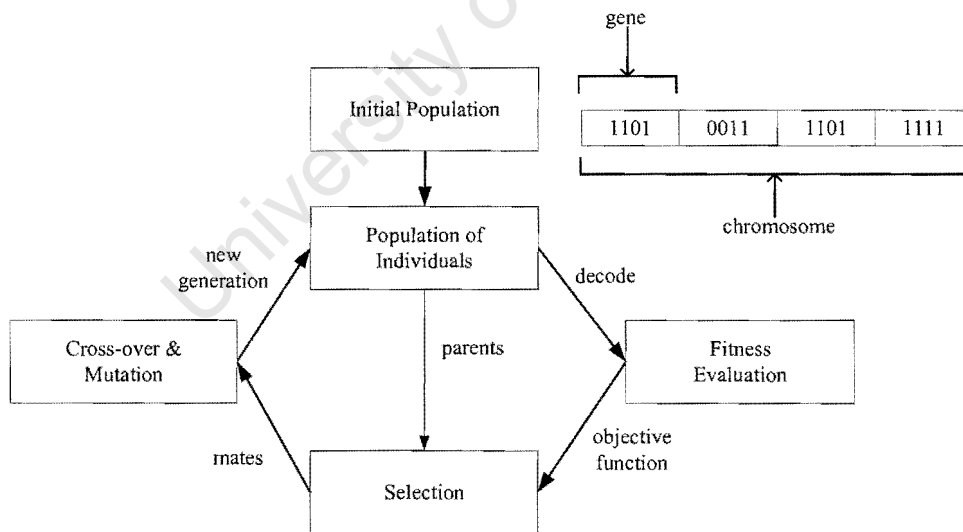 University o
gene
Initial Population
1101 0011 1101 1111
chromosome
Population of
Individuals
new
generation
decode
Cross-over &
Mutation
parents
Fitness
Evaluation
mates
objective
function
Selection